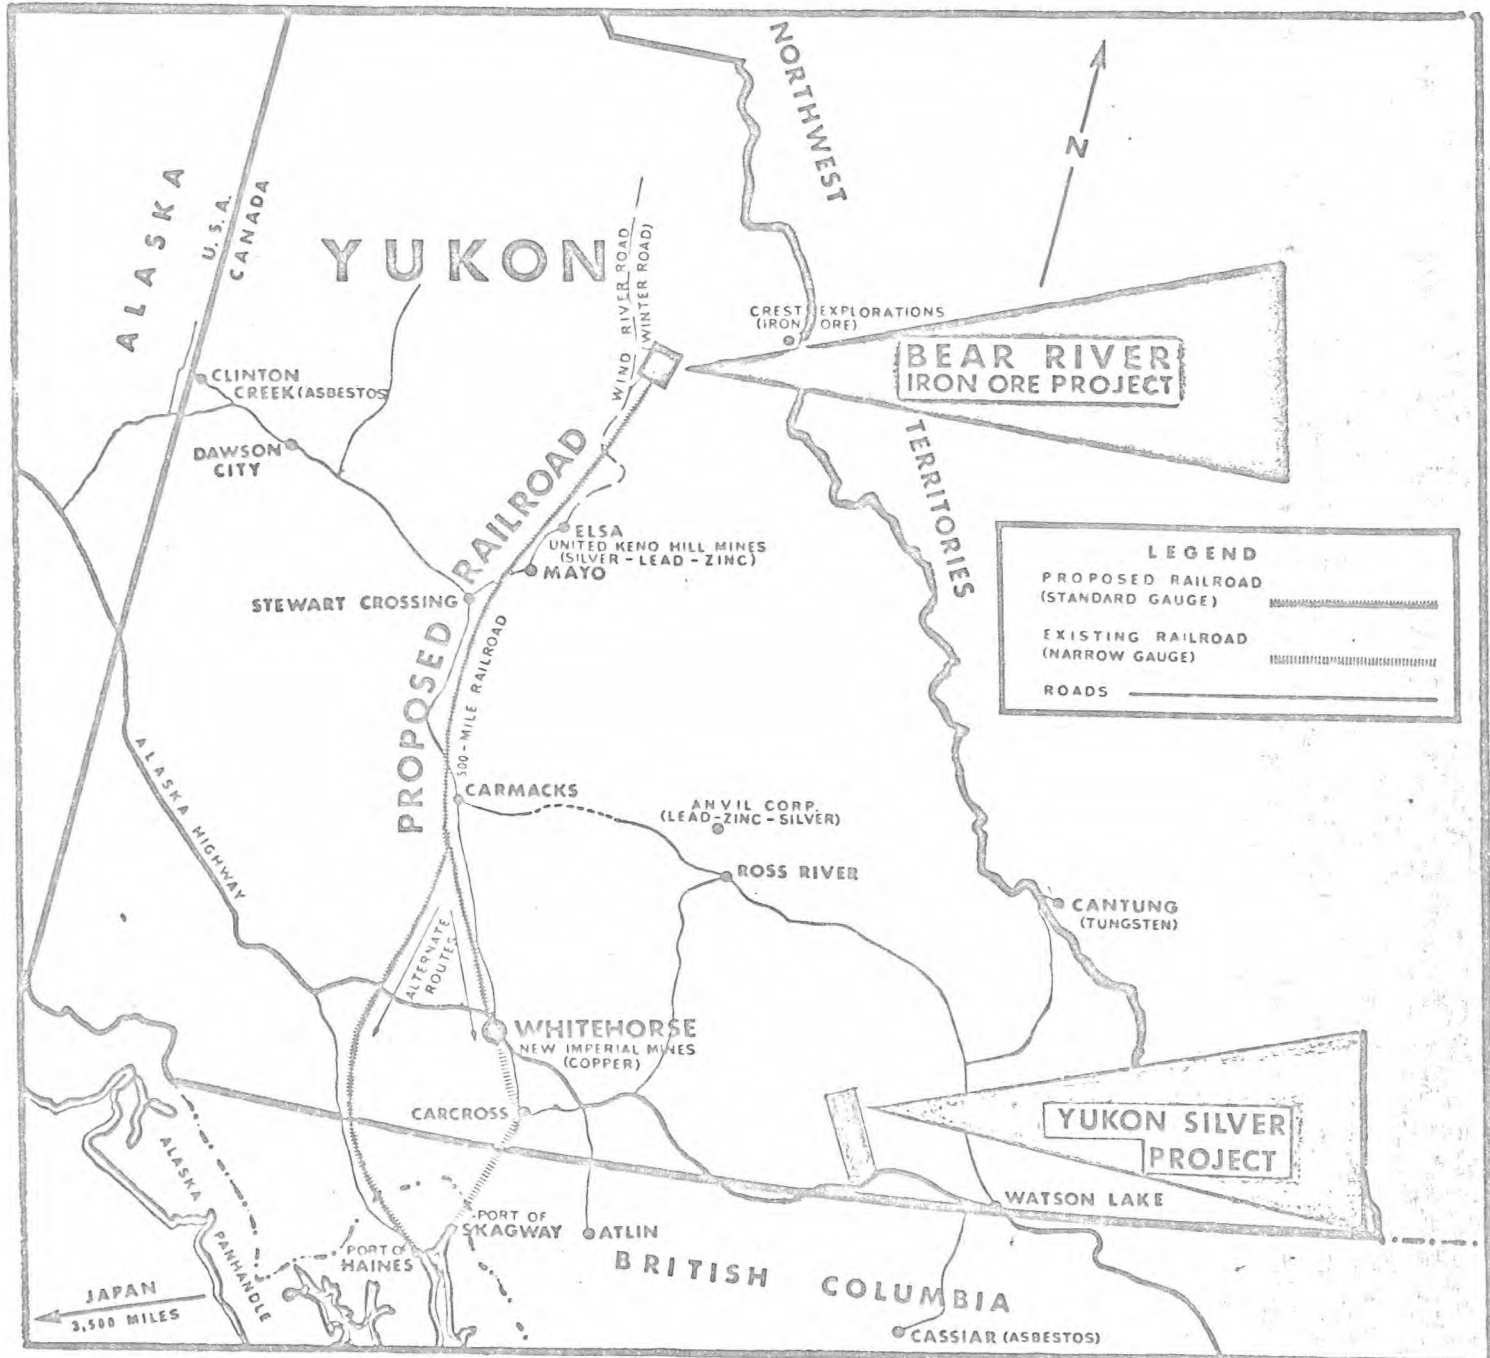 NORTHWEST
N
ALASKA
U.S.A.
CANADA
YUKON
WIND RIVER ROAD
(WINTER ROAD)
CREST EXPLORATIONS
(IRON ORE)
BEAR RIVER
IRON ORE PROJECT
CLINTON
CREEK (ASBESTOS)
DAWSON
CITY
TERRITORIES
PROPOSED RAILROAD
ELSA
UNITED KENO HILL MINES
(SILVER - LEAD - ZINC)
MAYO
STEWART CROSSING
500-MILE RAILROAD
LEGEND
PROPOSED RAILROAD
(STANDARD GAUGE)
EXISTING RAILROAD
(NARROW GAUGE)
ROADS
ALASKA HIGHWAY
CARMACKS
ANVIL CORP.
(LEAD-ZINC-SILVER)
ROSS RIVER
CANTUNG
(TUNGSTEN)
ALTERNATE
ROUTES
WHITEHORSE
NEW IMPERIAL MINES
(COPPER)
CARCROSS
YUKON SILVER
PROJECT
WATSON LAKE
ALASKA PANHANDLE
PORT OF
SKAGWAY
ATLIN
PORT OF
HAINES
BRITISH COLUMBIA
JAPAN
3,500 MILES
CASSIAR (ASBESTOS)